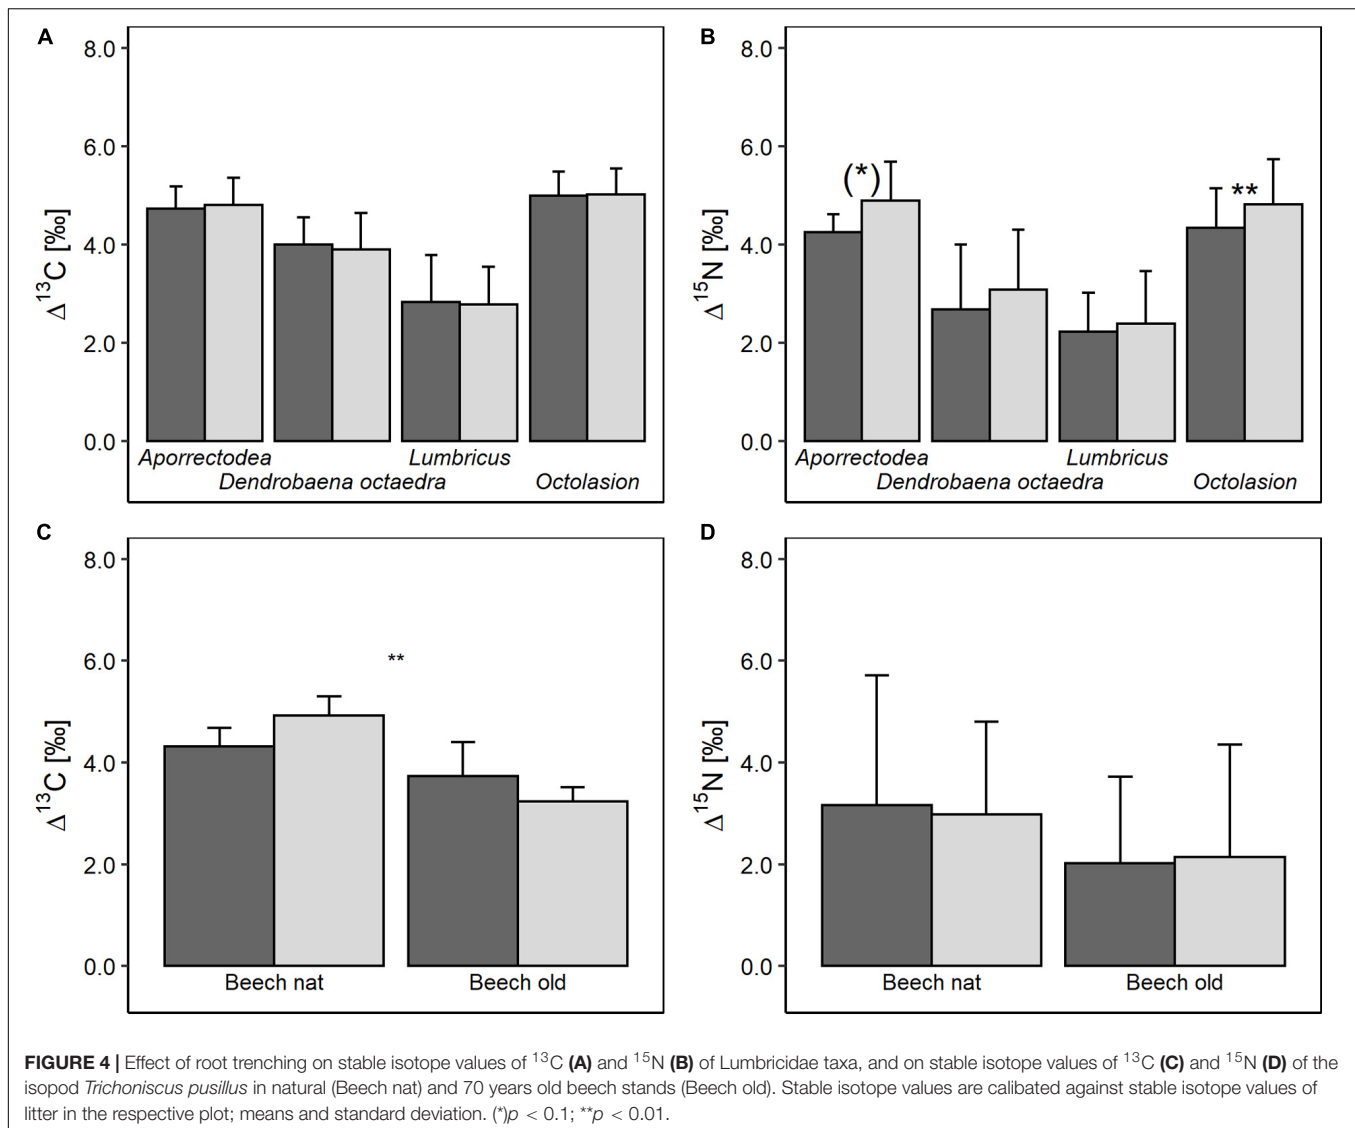 A
8.0
6.0
4.0
2.0
0.0
Δ13C [‰]
Aporrectodea
Lumbricus
Dendrobaena octaedra
Octolasion
B
8.0
6.0
4.0
2.0
0.0
Δ15N [‰]
(*)
**
Aporrectodea
Lumbricus
Dendrobaena octaedra
Octolasion
C
8.0
6.0
4.0
2.0
0.0
Δ13C [‰]
**
Beech nat
Beech old
D
8.0
6.0
4.0
2.0
0.0
Δ15N [‰]
Beech nat
Beech old
FIGURE 4 | Effect of root trenching on stable isotope values of 13C (A) and 15N (B) of Lumbricidae taxa, and on stable isotope values of 13C (C) and 15N (D) of the
isopod Trichoniscus pusillus in natural (Beech nat) and 70 years old beech stands (Beech old). Stable isotope values are calibated against stable isotope values of
litter in the respective plot; means and standard deviation. (*)p < 0.1; **p < 0.01.